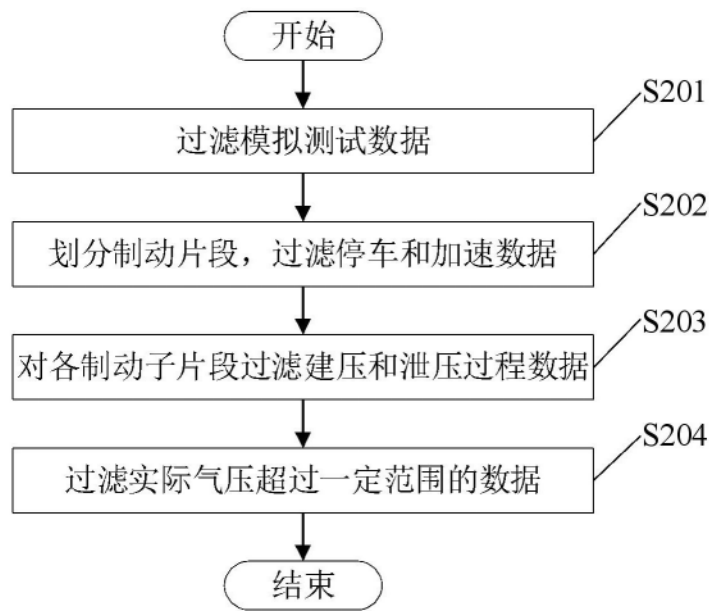 开始
S201
过滤模拟测试数据
S202
划分制动片段，过滤停车和加速数据
S203
对各制动子片段过滤建压和泄压过程数据
S204
过滤实际气压超过一定范围的数据
结束